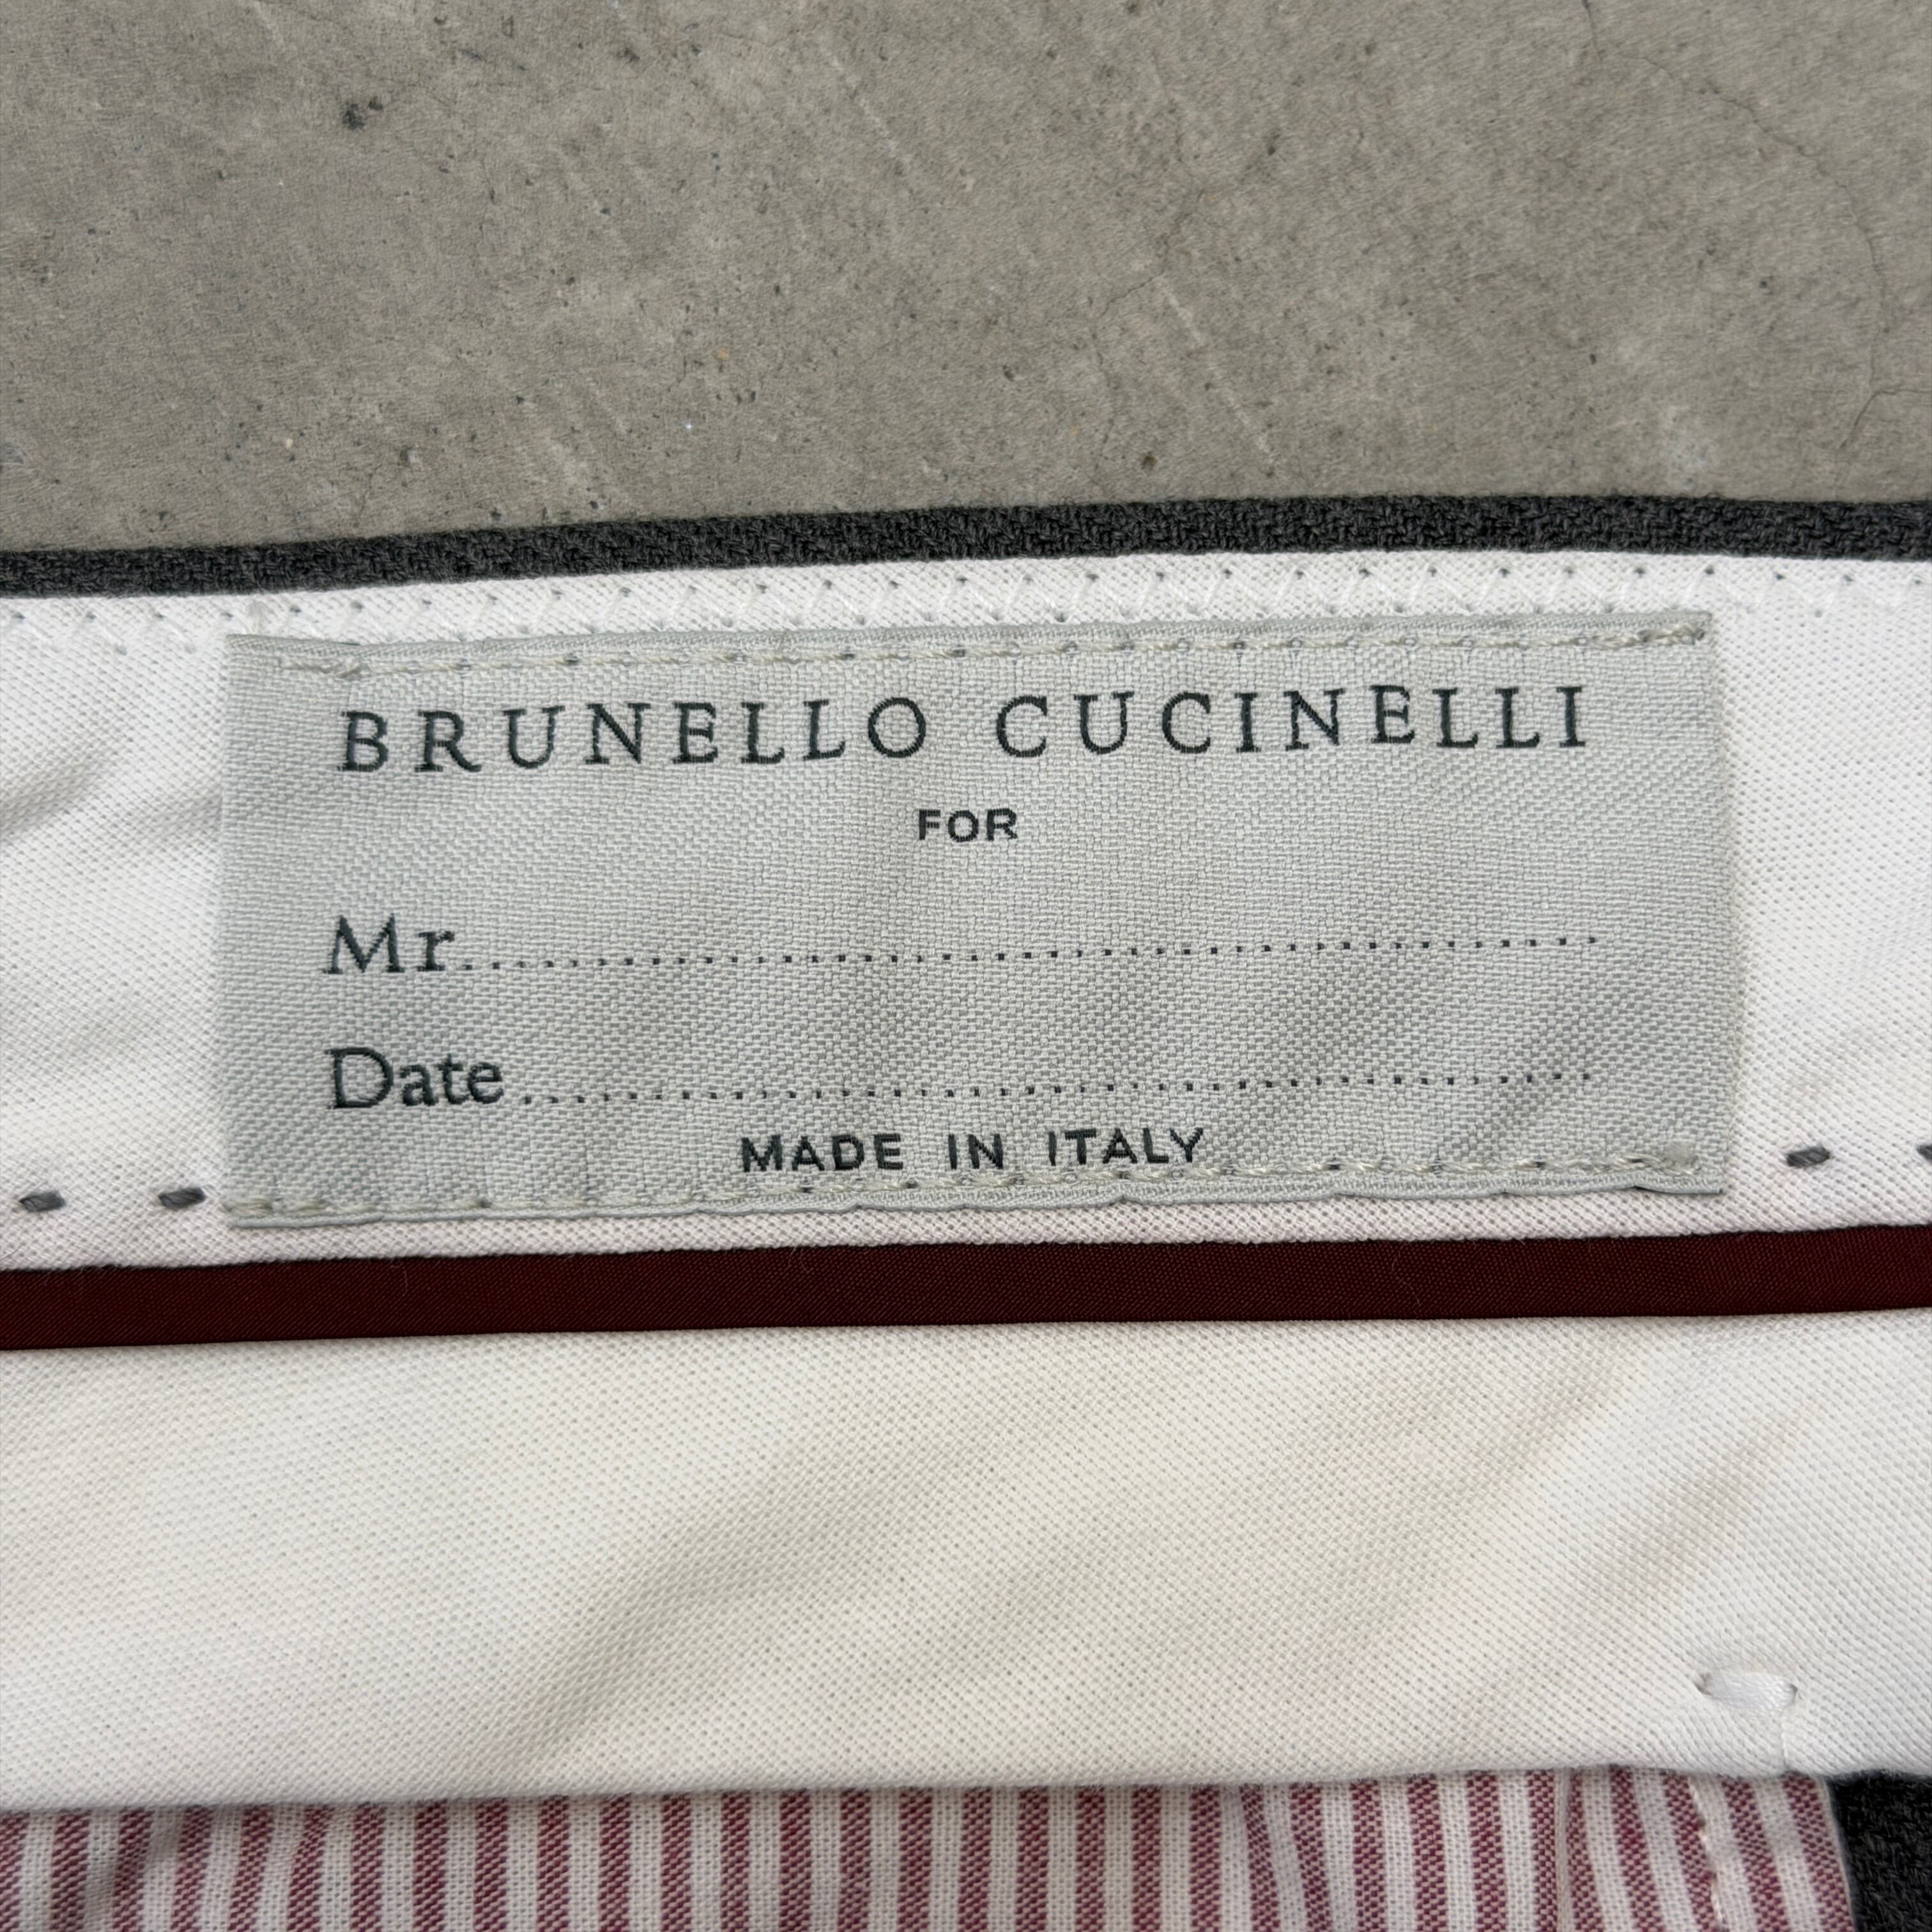 BRUNELLO CUCINELLI
FOR
Mr..............................................
Date..........................................
MADE IN ITALY